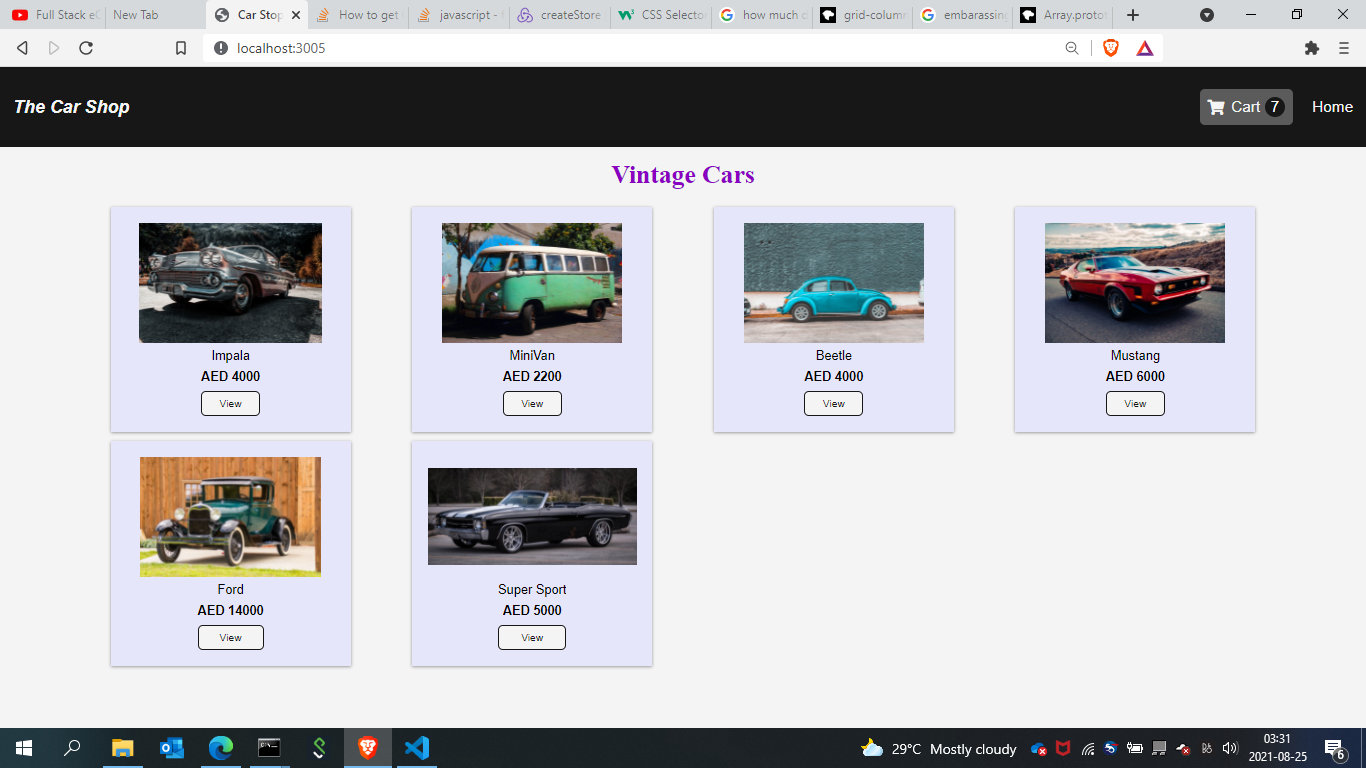 Full Stack eC
New Tab
Car Stop
How to get
javascript -
createStore
CSS Selecto
how much c
grid-column
embarassing
Array.protot
localhost:3005
The Car Shop
Cart 7
Home
Vintage Cars
Impala
MiniVan
Beetle
Mustang
AED 4000
AED 2200
AED 4000
AED 6000
View
View
View
View
Ford
Super Sport
AED 14000
AED 5000
View
View
29°C Mostly cloudy
03:31
2021-08-25
6